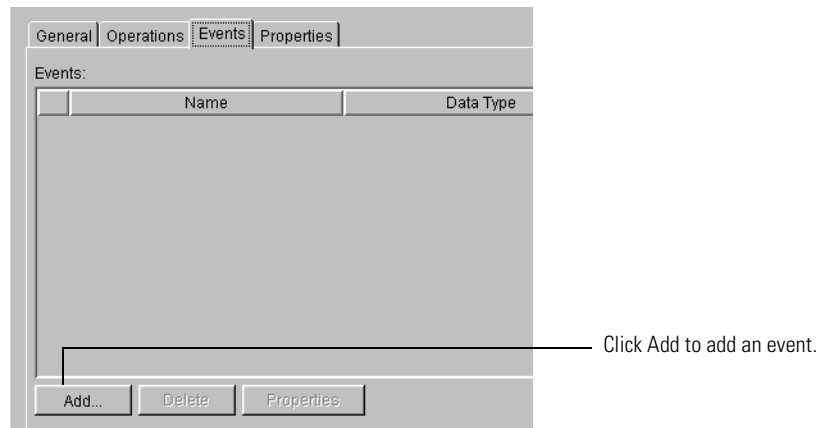 General Operations Events Properties
Events:
Name Data Type
Click Add to add an event.
Add... Delete Properties